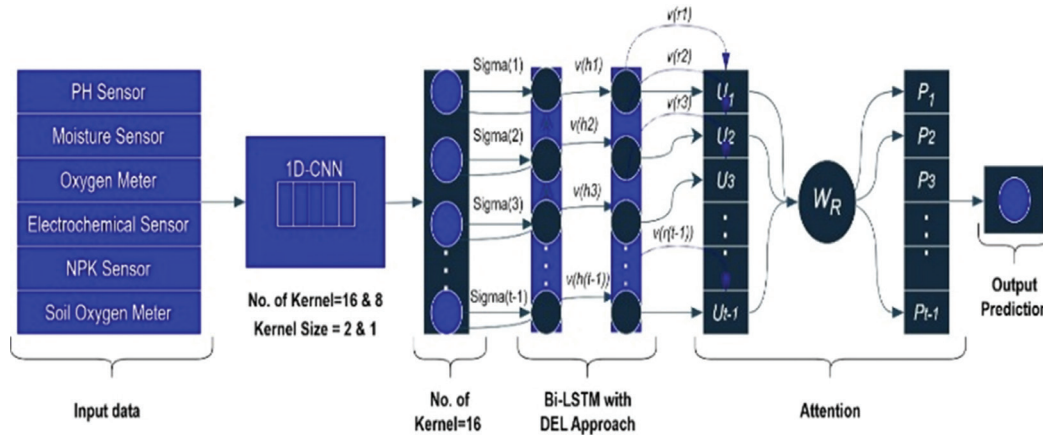 PH Sensor
Moisture Sensor
Oxygen Meter
Electrochemical Sensor
NPK Sensor
Soil Oxygen Meter
Input data
1D-CNN
No. of Kernel=16 & 8
Kernel Size = 2 & 1
No. of
Kernel=16
Sigma(1)
Sigma(2)
Sigma(3)
Sigma(t-1)
v(h1)
v(h2)
v(h3)
v(h(t-1))
Bi-LSTM with
DEL Approach
v(r1)
v(r2)
v(r3)
v(r(t-1))
U1
U2
U3
Ut-1
WR
P1
P2
P3
Pt-1
Attention
Output
Prediction